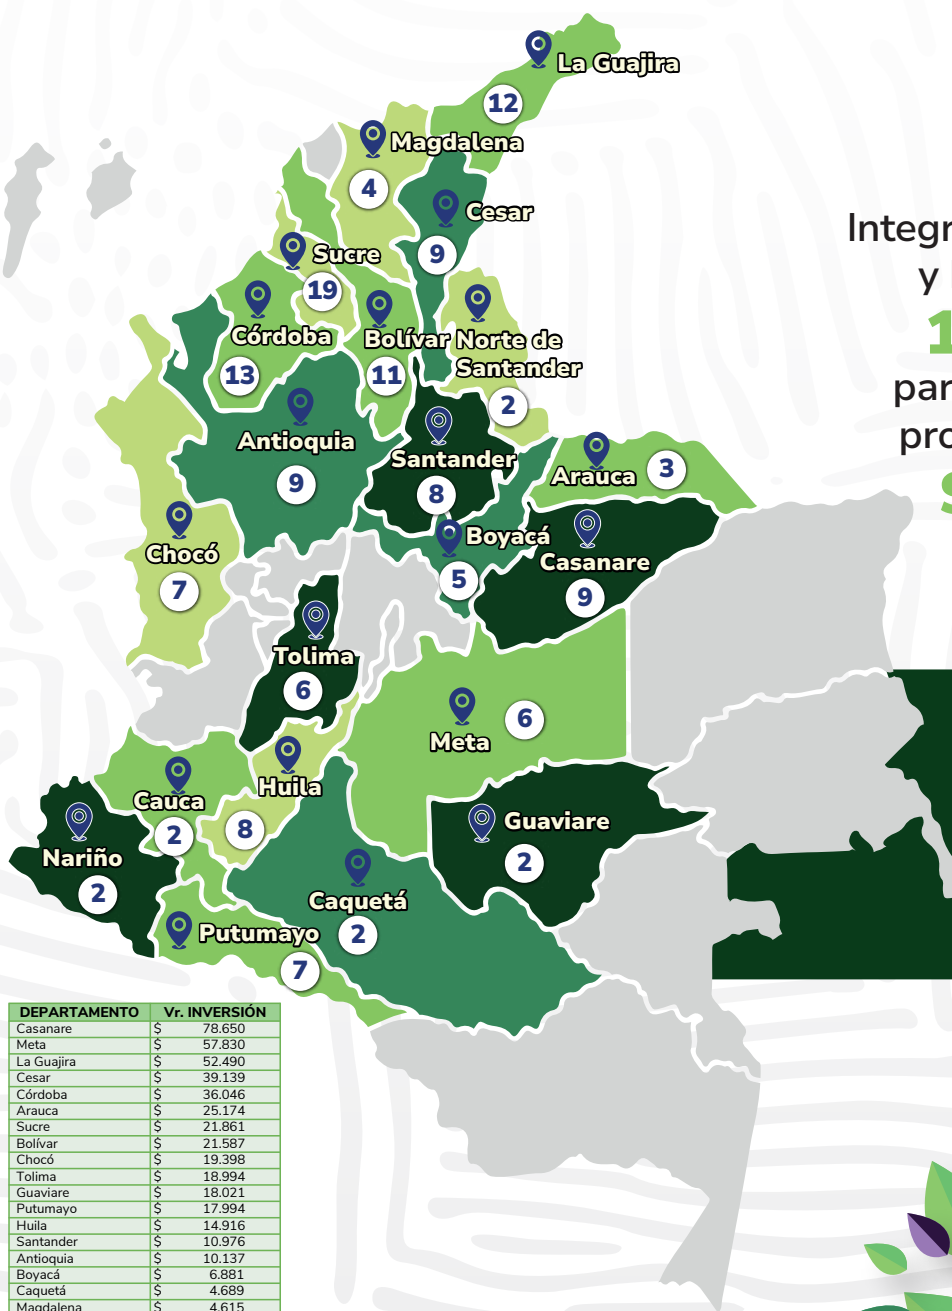 La Guajira
12
Magdalena
4
Cesar
9
Sucre
19
Córdoba
13
Bolívar
11
Norte de
Santander
2
Antioquia
9
Santander
8
Arauca
3
Boyacá
5
Casanare
9
Chocó
7
Tolima
6
Meta
6
Huila
8
Cauca
2
Nariño
2
Guaviare
2
Caquetá
2
Putumayo
7
Integr
y
1
par
pro
$
DEPARTAMENTO Vr. INVERSIÓN
Casanare $ 78.650
Meta $ 57.830
La Guajira $ 52.490
Cesar $ 39.139
Córdoba $ 36.046
Arauca $ 25.174
Sucre $ 21.861
Bolívar $ 21.587
Chocó $ 19.398
Tolima $ 18.994
Guaviare $ 18.021
Putumayo $ 17.994
Huila $ 14.916
Santander $ 10.976
Antioquia $ 10.137
Boyacá $ 6.881
Caquetá $ 4.689
Magdalena $ 4.615